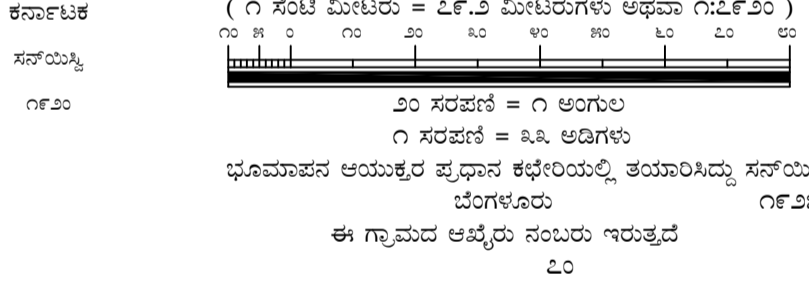 ಕರ್ನಾಟಕ
( ೧ ಸಂಟಿ ಮೀಟರು = ೭೯.೨ ಮೀಟರುಗಳು ಅಥವಾ ೧:೭೯೨೦ )
೧೦ ೫ ೦ ೧೦ ೨೦ ೩೦ ೪೦ ೫೦ ೬೦ ೭೦ ೮೦
ಸನ್‌ಯಿಸ್ವಿ
೧೯೨೦
೨೦ ಸರಪಣಿ = ೧ ಅಂಗುಲ
೧ ಸರಪಣಿ = ೩೩ ಅಡಿಗಳು
ಭೂಮಾಪನ ಆಯುಕ್ತರ ಪ್ರಧಾನ ಕಛೇರಿಯಲ್ಲಿ ತಯಾರಿಸಿದ್ದು
ಬೆಂಗಳೂರು
ಈ ಗ್ರಾಮದ ಆಖೈರು ನಂಬರು ಇರುತ್ತದೆ
೭೦